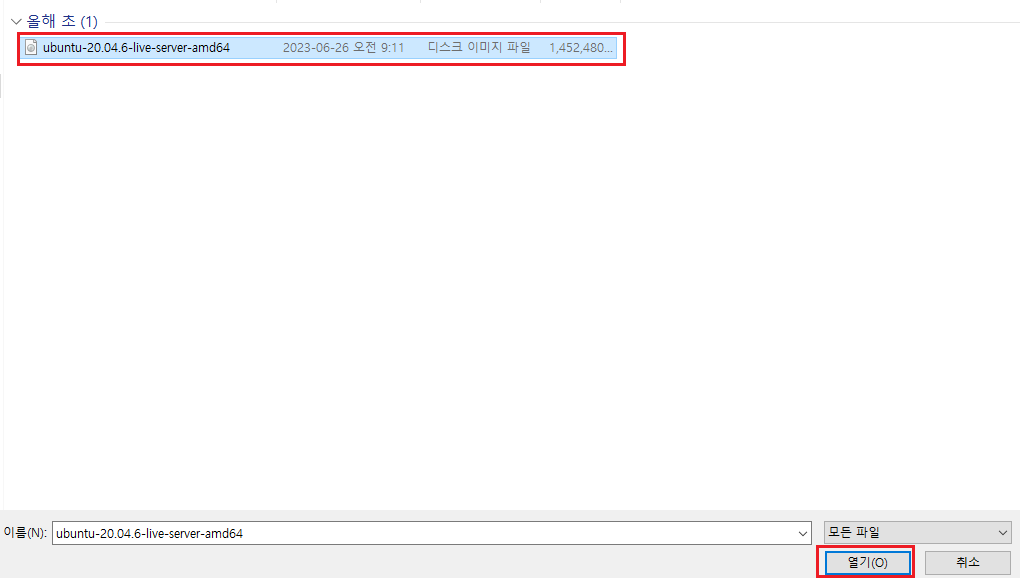 올해 초 (1)
ubuntu-20.04.6-live-server-amd64 2023-06-26 오전 9:11 디스크 이미지 파일 1,452,480...
이름(N): ubuntu-20.04.6-live-server-amd64 모든 파일
열기(O) 취소